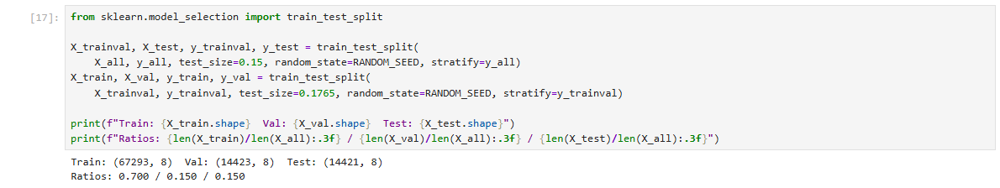 [17]: from sklearn.model_selection import train_test_split
X_trainval, X_test, y_trainval, y_test = train_test_split(
    X_all, y_all, test_size=0.15, random_state=RANDOM_SEED, stratify=y_all)
X_train, X_val, y_train, y_val = train_test_split(
    X_trainval, y_trainval, test_size=0.1765, random_state=RANDOM_SEED, stratify=y_trainval)
print(f"Train: {X_train.shape}  Val: {X_val.shape}  Test: {X_test.shape}")
print(f"Ratios: {len(X_train)/len(X_all):.3f} / {len(X_val)/len(X_all):.3f} / {len(X_test)/len(X_all):.3f}")
Train: (67293, 8)  Val: (14423, 8)  Test: (14421, 8)
Ratios: 0.700 / 0.150 / 0.150